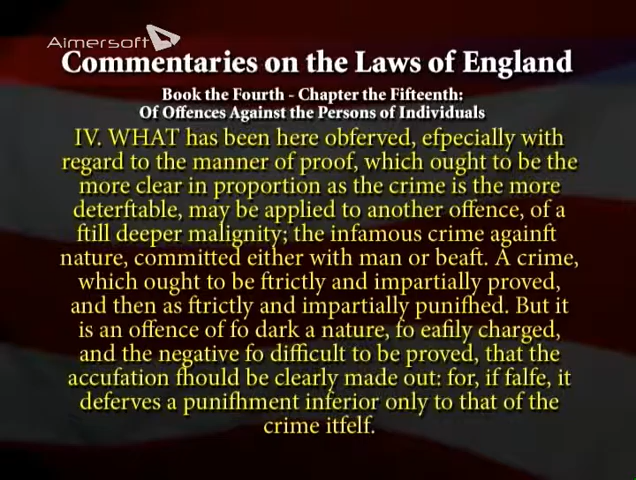 Aimersoft
Commentaries on the Laws of England
Book the Fourth - Chapter the Fifteenth:
Of Offences Against the Persons of Individuals
IV. WHAT has been here obferved, efpecially with
regard to the manner of proof, which ought to be the
more clear in proportion as the crime is the more
deterftable, may be applied to another offence, of a
ftill deeper malignity; the infamous crime againft
nature, committed either with man or beaft. A crime,
which ought to be ftrictly and impartially proved,
and then as ftrictly and impartially punifhed. But it
is an offence of fo dark a nature, fo eafily charged,
and the negative fo difficult to be proved, that the
accufation fhould be clearly made out: for, if falfe, it
deferves a punifhment inferior only to that of the
crime itfelf.